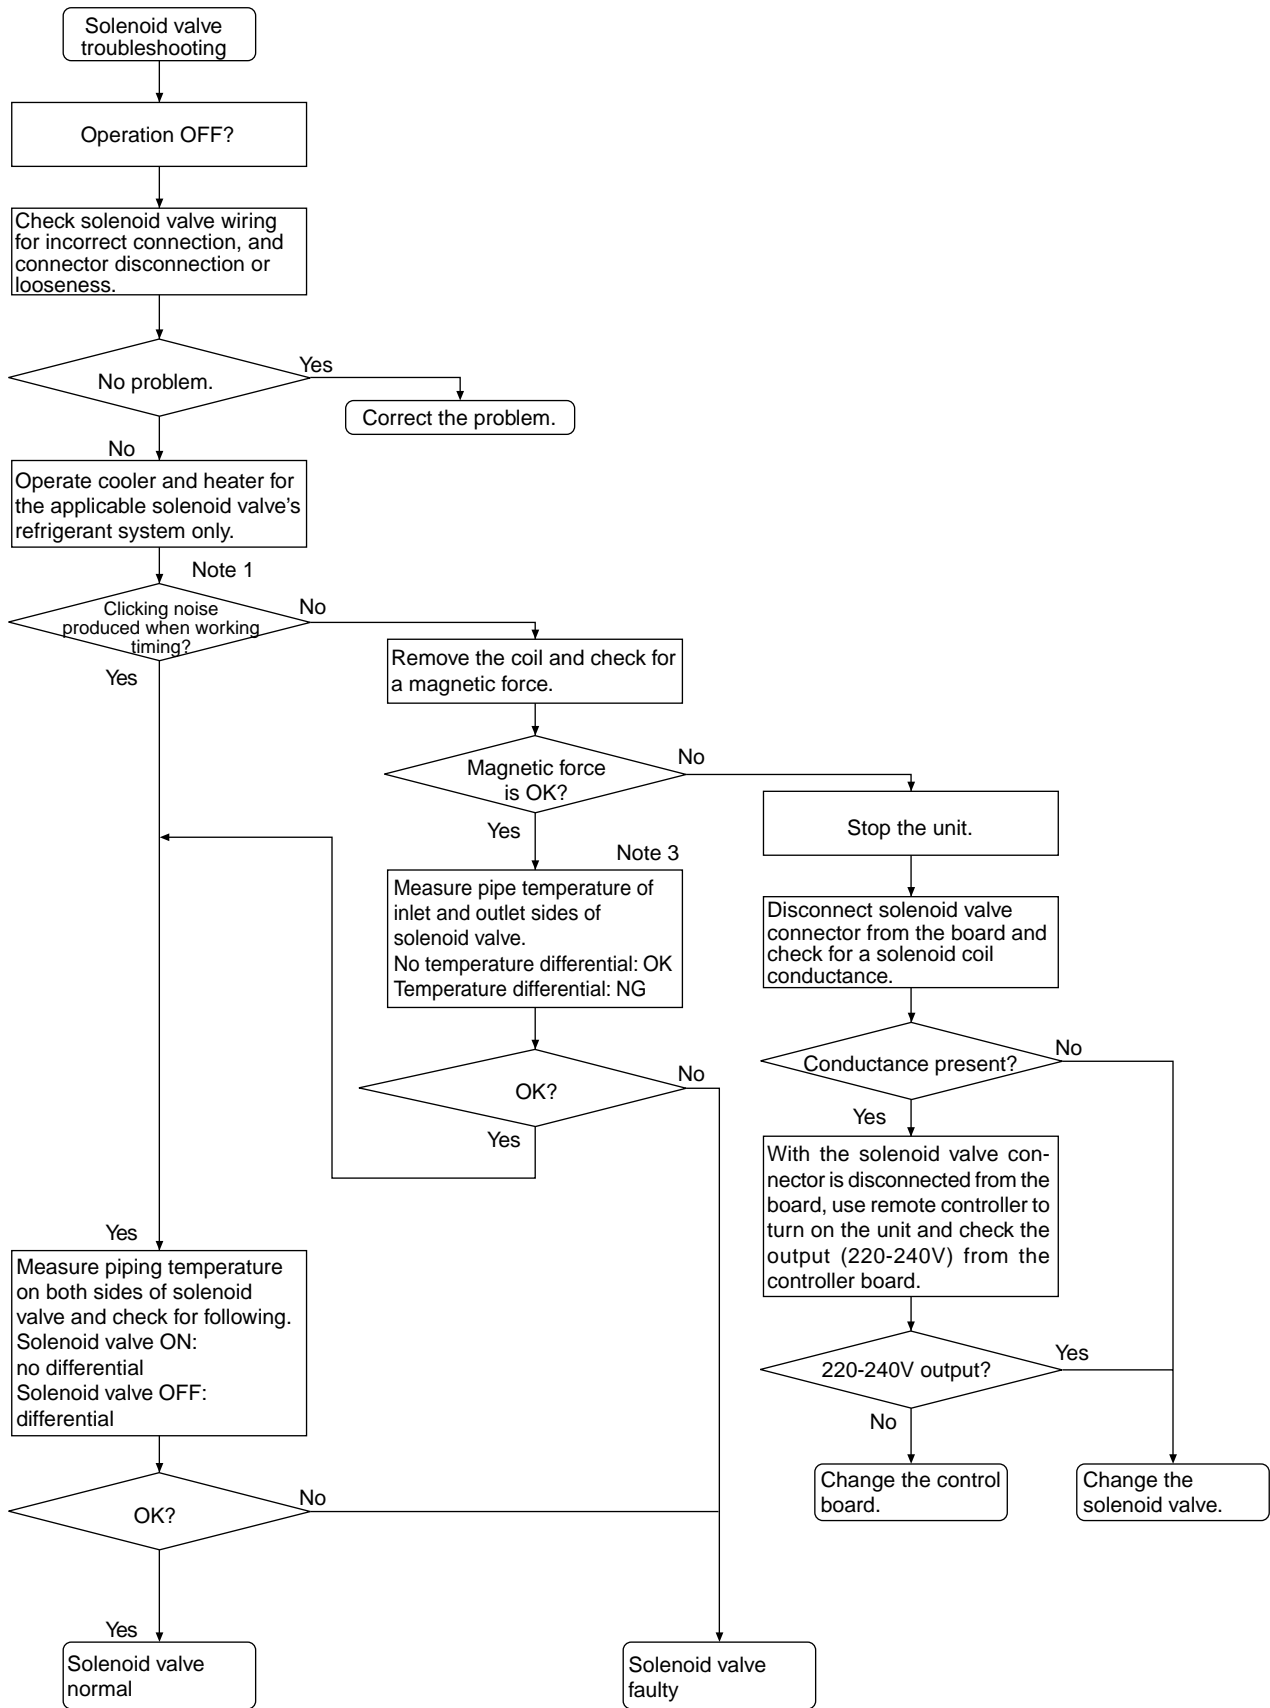 Solenoid valve
troubleshooting
Operation OFF?
Check solenoid valve wiring
for incorrect connection, and
connector disconnection or
looseness.
No problem.
Yes
Correct the problem.
No
Operate cooler and heater for
the applicable solenoid valve’s
refrigerant system only.
Note 1
Clicking noise
produced when working
timing?
No
Yes
Remove the coil and check for
a magnetic force.
Magnetic force
is OK?
No
Yes
Stop the unit.
Note 3
Measure pipe temperature of
inlet and outlet sides of
solenoid valve.
No temperature differential: OK
Temperature differential: NG
Disconnect solenoid valve
connector from the board and
check for a solenoid coil
conductance.
Conductance present?
No
Yes
OK?
No
Yes
With the solenoid valve con-
nector is disconnected from the
board, use remote controller to
turn on the unit and check the
output (220-240V) from the
controller board.
Yes
Measure piping temperature
on both sides of solenoid
valve and check for following.
Solenoid valve ON:
no differential
Solenoid valve OFF:
differential
220-240V output?
Yes
No
Change the control
board.
Change the
solenoid valve.
OK?
No
Yes
Solenoid valve
normal
Solenoid valve
faulty